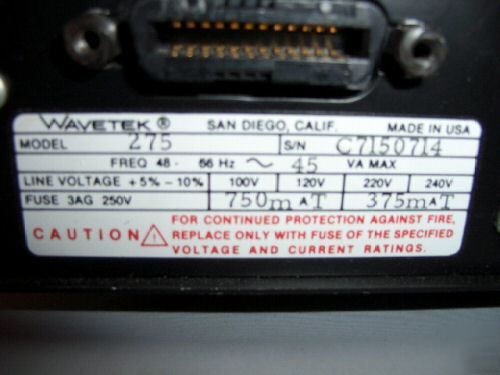 WAVETEK ® SAN DIEGO, CALIF. MADE IN USA
MODEL 275 S/N C7150714
FREQ 48 - 66 Hz ~ 45 VA MAX
LINE VOLTAGE +5% -10% 100V 120V 220V 240V
FUSE 3AG 250V 750m AT 375mAT
CAUTION ! FOR CONTINUED PROTECTION AGAINST FIRE,
REPLACE ONLY WITH FUSE OF THE SPECIFIED
VOLTAGE AND CURRENT RATINGS.